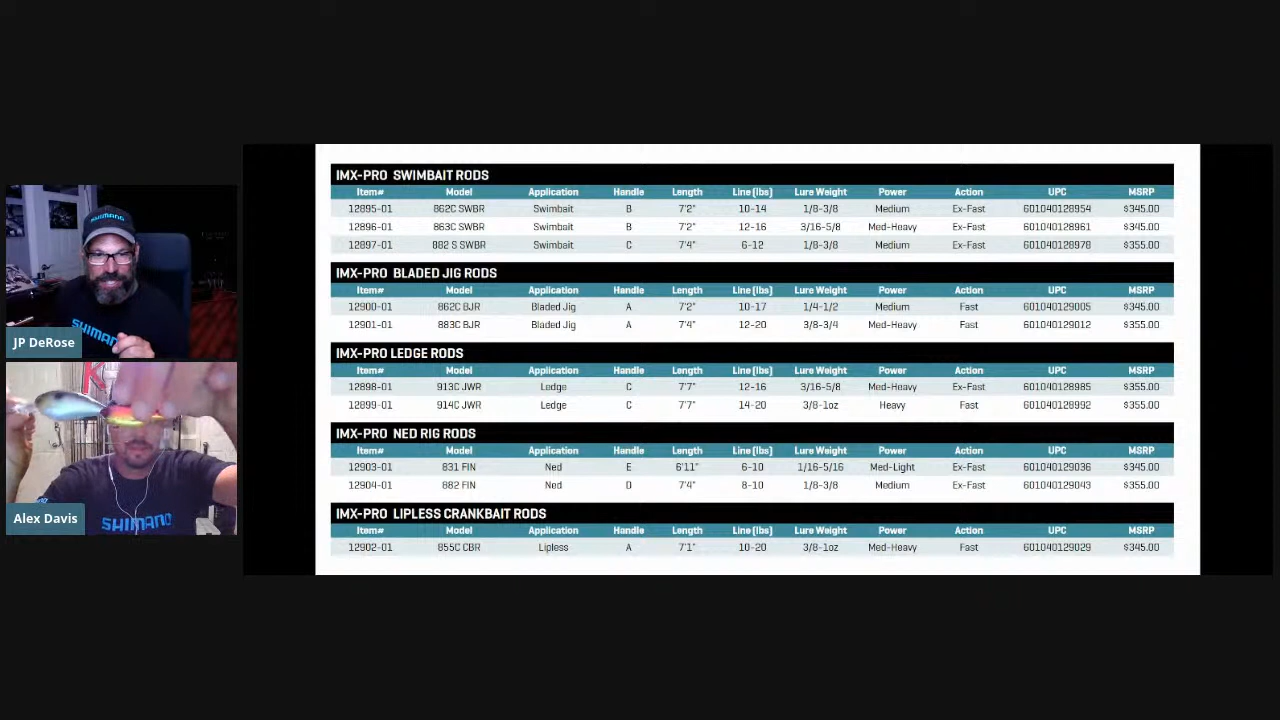 IMX-PRO SWIMBAIT RODS
Item# Model Application Handle Length Line (lbs) Lure Weight Power Action UPC MSRP
12895-01 862C SWBR Swimbait B 7'2" 10-14 1/8-3/8 Medium Ex-Fast 601040128954 $345.00
12896-01 863C SWBR Swimbait B 7'2" 12-16 3/16-5/8 Med-Heavy Ex-Fast 601040128961 $345.00
12897-01 882 S SWBR Swimbait C 7'4" 6-12 1/8-3/8 Medium Ex-Fast 601040128978 $355.00
IMX-PRO BLADED JIG RODS
Item# Model Application Handle Length Line (lbs) Lure Weight Power Action UPC MSRP
12900-01 862C BJR Bladed Jig A 7'2" 10-17 1/4-1/2 Medium Fast 601040129005 $345.00
12901-01 883C BJR Bladed Jig A 7'4" 12-20 3/8-3/4 Med-Heavy Fast 601040129012 $355.00
IMX-PRO LEDGE RODS
Item# Model Application Handle Length Line (lbs) Lure Weight Power Action UPC MSRP
12898-01 913C JWR Ledge C 7'7" 12-16 3/16-5/8 Med-Heavy Ex-Fast 601040128985 $355.00
12899-01 914C JWR Ledge C 7'7" 14-20 3/8-1oz Heavy Fast 601040128992 $355.00
IMX-PRO NED RIG RODS
Item# Model Application Handle Length Line (lbs) Lure Weight Power Action UPC MSRP
12903-01 831 FIN Ned E 6'11" 6-10 1/16-5/16 Med-Light Ex-Fast 601040129036 $345.00
12904-01 882 FIN Ned D 7'4" 8-10 1/8-3/8 Medium Ex-Fast 601040129043 $355.00
IMX-PRO LIPLESS CRANKBAIT RODS
Item# Model Application Handle Length Line (lbs) Lure Weight Power Action UPC MSRP
12902-01 855C CBR Lipless A 7'1" 10-20 3/8-1oz Med-Heavy Fast 601040129029 $345.00
SHIMANO
JP DeRose
SHIMANO
Alex Davis